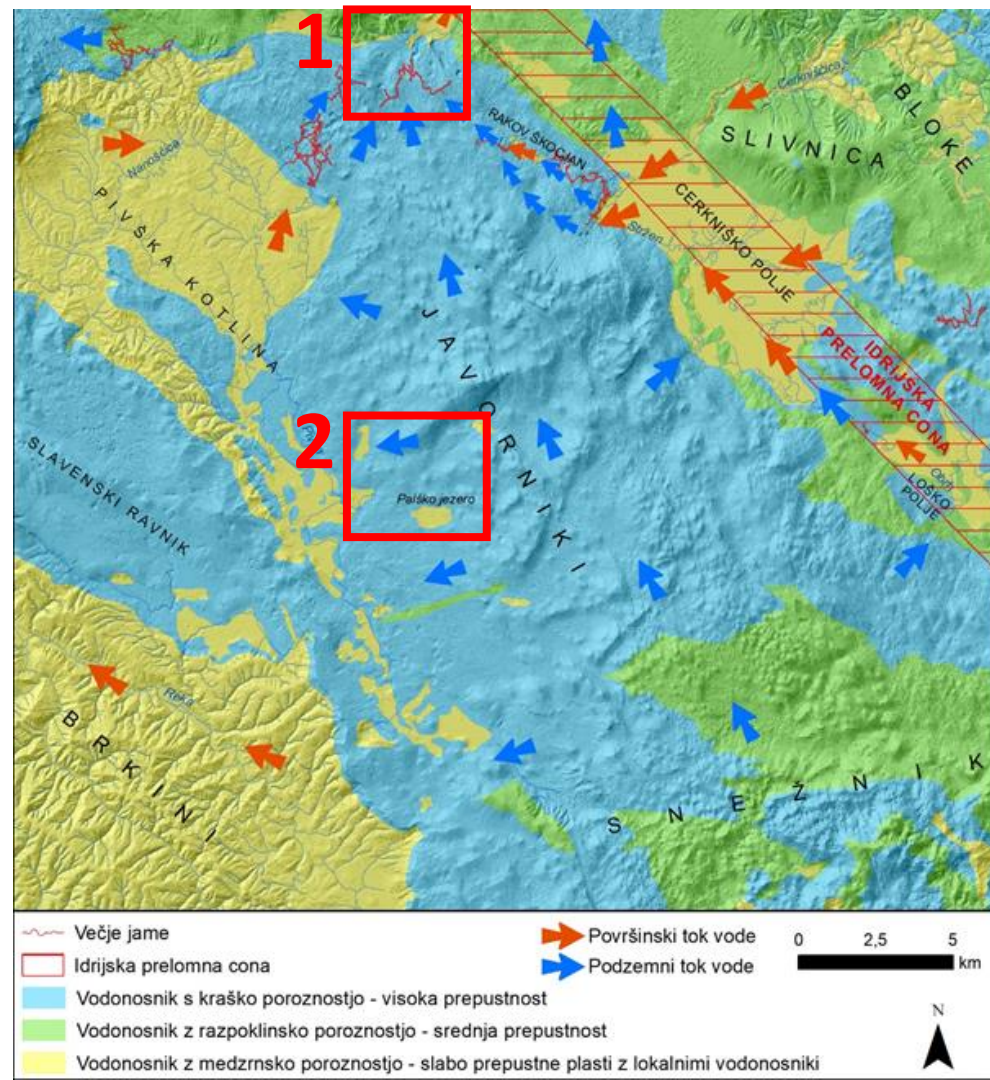 1
Cerkniščica
BLOKE
SLIVNICA
RAKOV ŠKOCJAN
Nanoščica
PIVŠKA KOTLINA
CERKNIŠKO POLJE
Stržen
JAVORNIKI
IDRIJSKA
PRELOMNA CONA
2
Palško jezero
SLAVENSKI RAVNIK
Obrh
LOŠKO
POLJE
Reka
BRKINI
SNEŽNIK
Večje jame
Idrijska prelomna cona
Vodonosnik s kraško poroznostjo - visoka prepustnost
Vodonosnik z razpoklinsko poroznostjo - srednja prepustnost
Vodonosnik z medzrnsko poroznostjo - slabo prepustne plasti z lokalnimi vodonosniki
Površinski tok vode
Podzemni tok vode
0 2,5 5
km
N